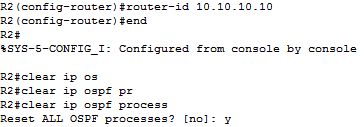 R2(config-router)#router-id 10.10.10.10
R2(config-router)#end
R2#
%SYS-5-CONFIG_I: Configured from console by console
R2#clear ip os
R2#clear ip ospf pr
R2#clear ip ospf process
Reset ALL OSPF processes? [no]: y